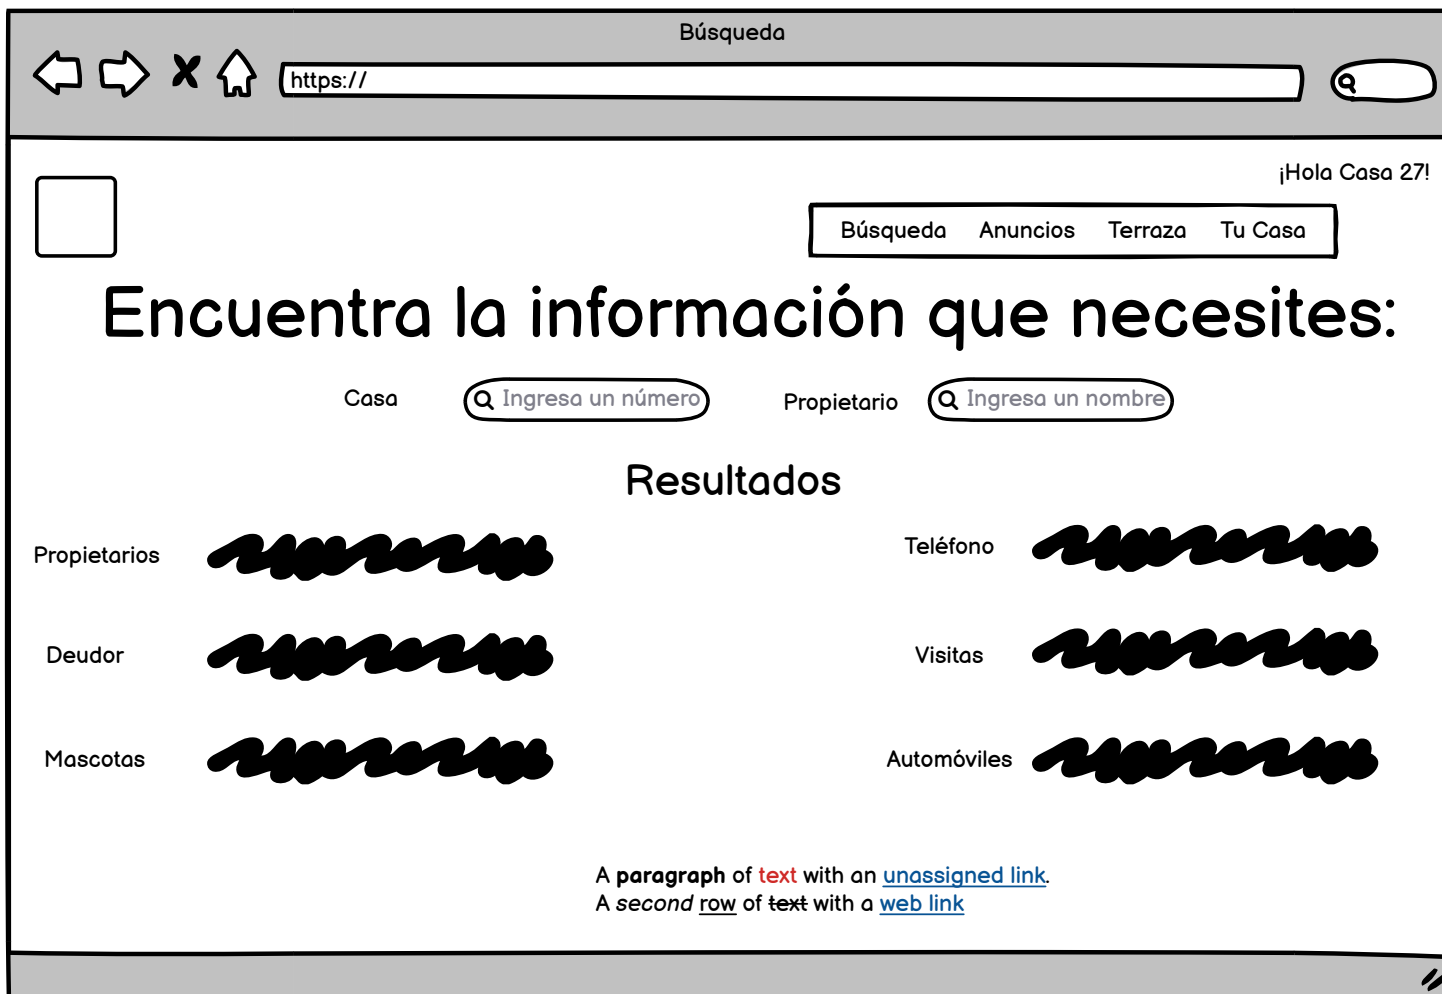 Búsqueda
https://
¡Hola Casa 27!
Búsqueda Anuncios Terraza Tu Casa
Encuentra la información que necesites:
Casa Ingresa un número Propietario Ingresa un nombre
Resultados
Propietarios Teléfono
Deudor Visitas
Mascotas Automóviles
A paragraph of text with an unassigned link.
A second row of text with a web link